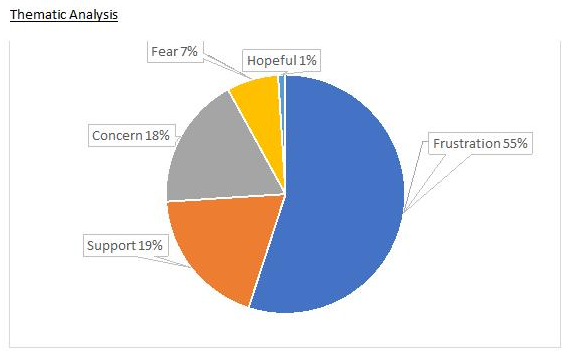 Thematic Analysis
Fear 7%
Hopeful 1%
Concern 18%
Frustration 55%
Support 19%